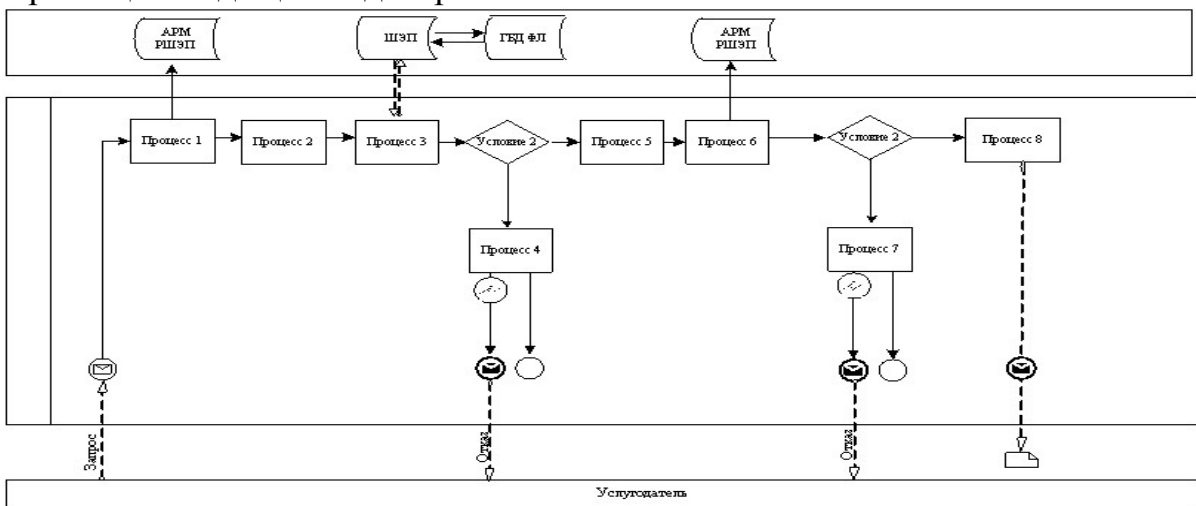 АРМ
РШЭП
ШЭП
ГБД ФЛ
АРМ
РШЭП
Процесс 1
Процесс 2
Процесс 3
Условие 2
Процесс 5
Процесс 6
Условие 2
Процесс 8
Процесс 4
Процесс 7
Запрос
Отказ
Отказ
Услугодатель